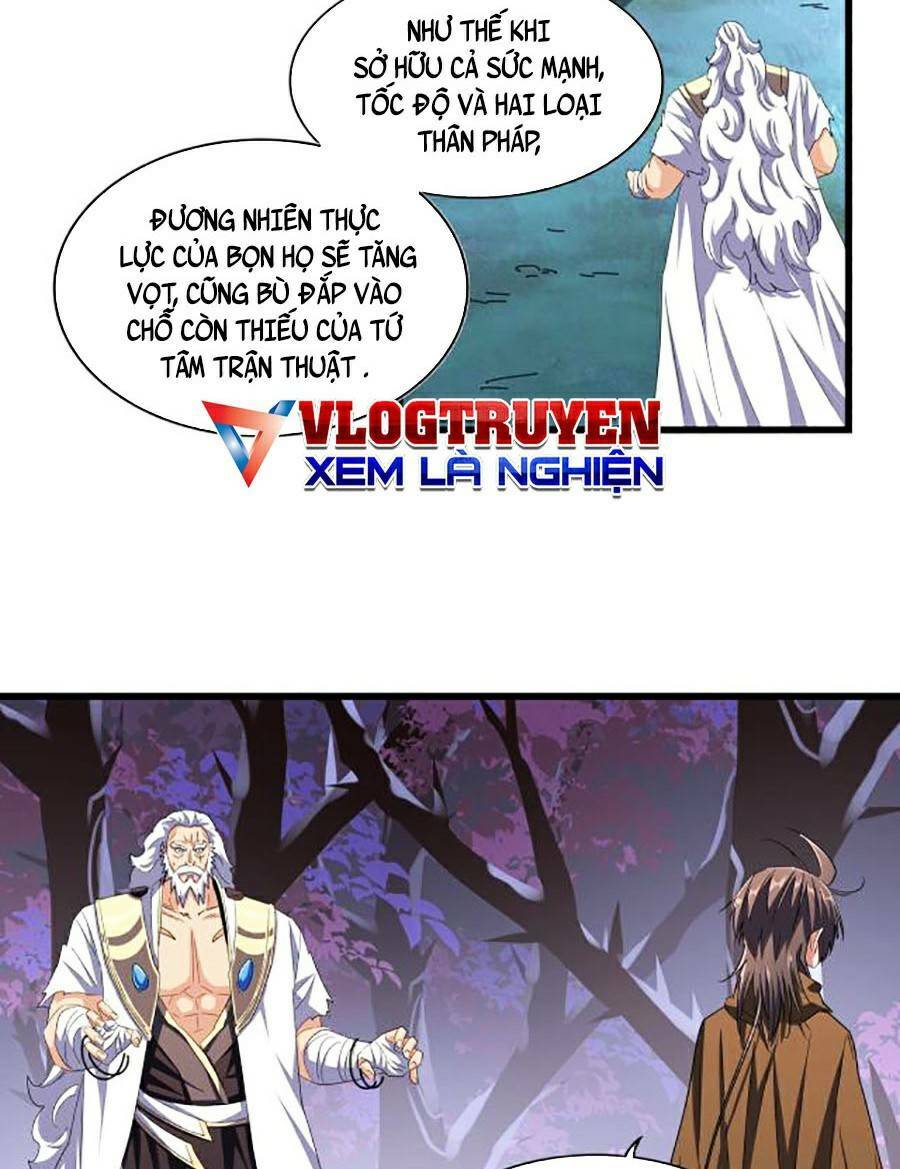 NHƯ THẾ KHI
SỞ HỮU CẢ SỨC MẠNH,
TỐC ĐỘ VÀ HAI LOẠI
THÂN PHÁP,
ĐƯƠNG NHIÊN THỰC
LỰC CỦA BỌN HỌ SẼ TĂNG
VỌT, CŨNG BÙ ĐẮP VÀO
CHỖ CÒN THIẾU CỦA TỨ
TÂM TRẬN THUẬT .
VLOGTRUYEN
XEM LÀ NGHIỆN